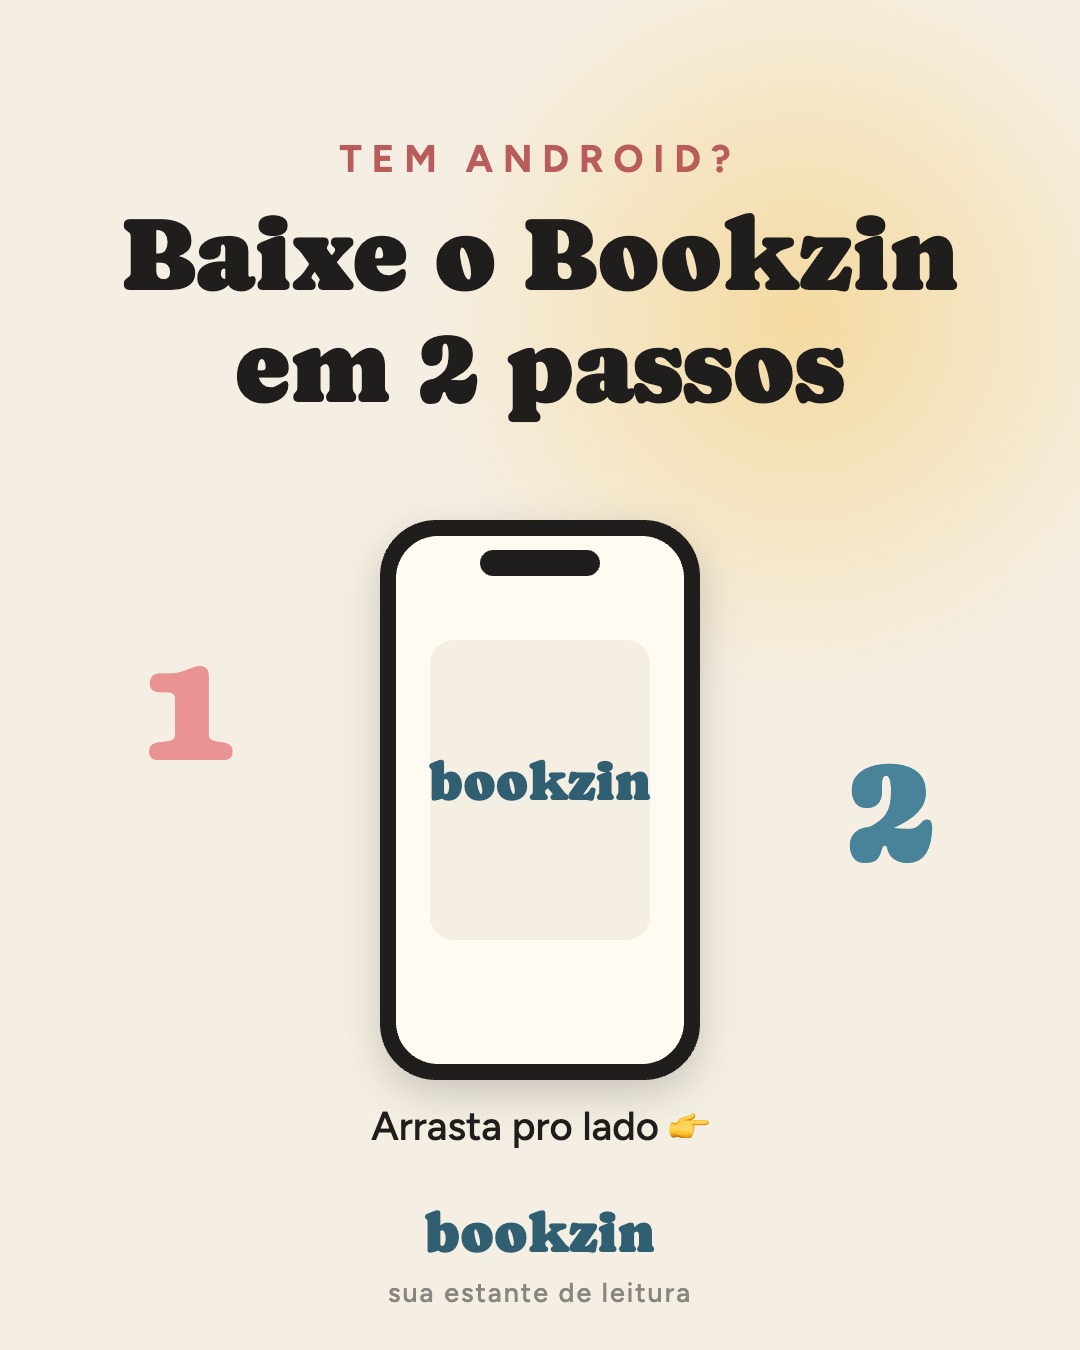 TEM ANDROID?
Baixe o Bookzin
em 2 passos
1
bookzin
2
Arrasta pro lado 👉
bookzin
sua estante de leitura